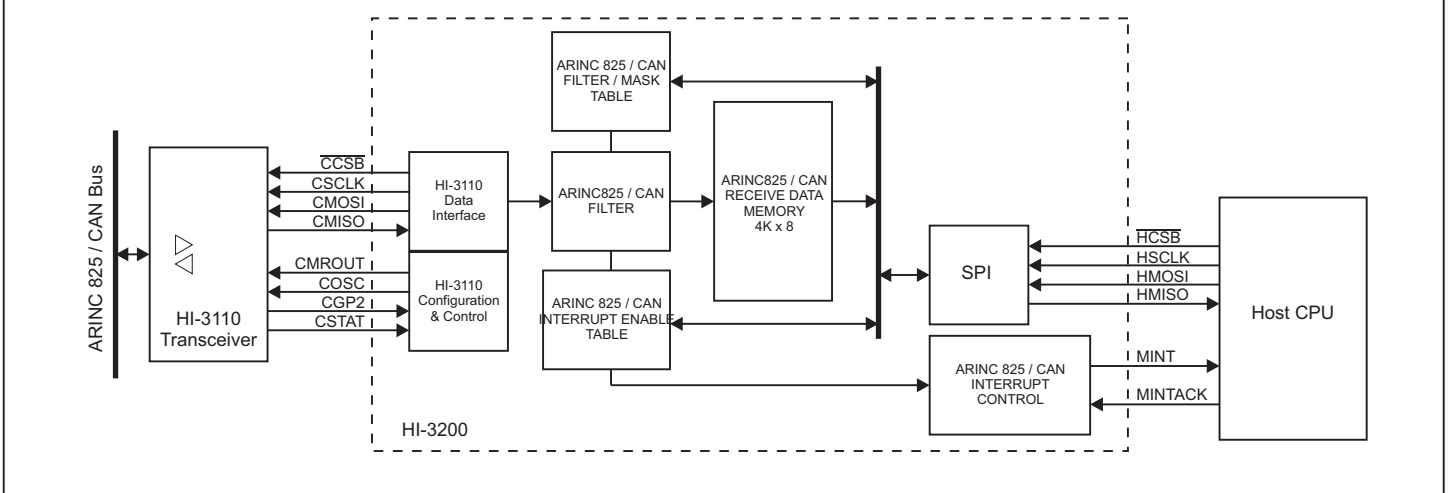 ARINC 825 / CAN Bus
HI-3110
Transceiver
CCSB
CSCLK
CMOSI
CMISO
CMROUT
COSC
CGP2
CSTAT
HI-3110
Data
Interface
HI-3110
Configuration
& Control
ARINC 825 / CAN
FILTER / MASK
TABLE
ARINC825 / CAN
FILTER
ARINC 825 / CAN
INTERRUPT ENABLE
TABLE
ARINC825 / CAN
RECEIVE DATA
MEMORY
4K x 8
SPI
ARINC 825 / CAN
INTERRUPT
CONTROL
HI-3200
HCSB
HSCLK
HMOSI
HMISO
MINT
MINTACK
Host CPU